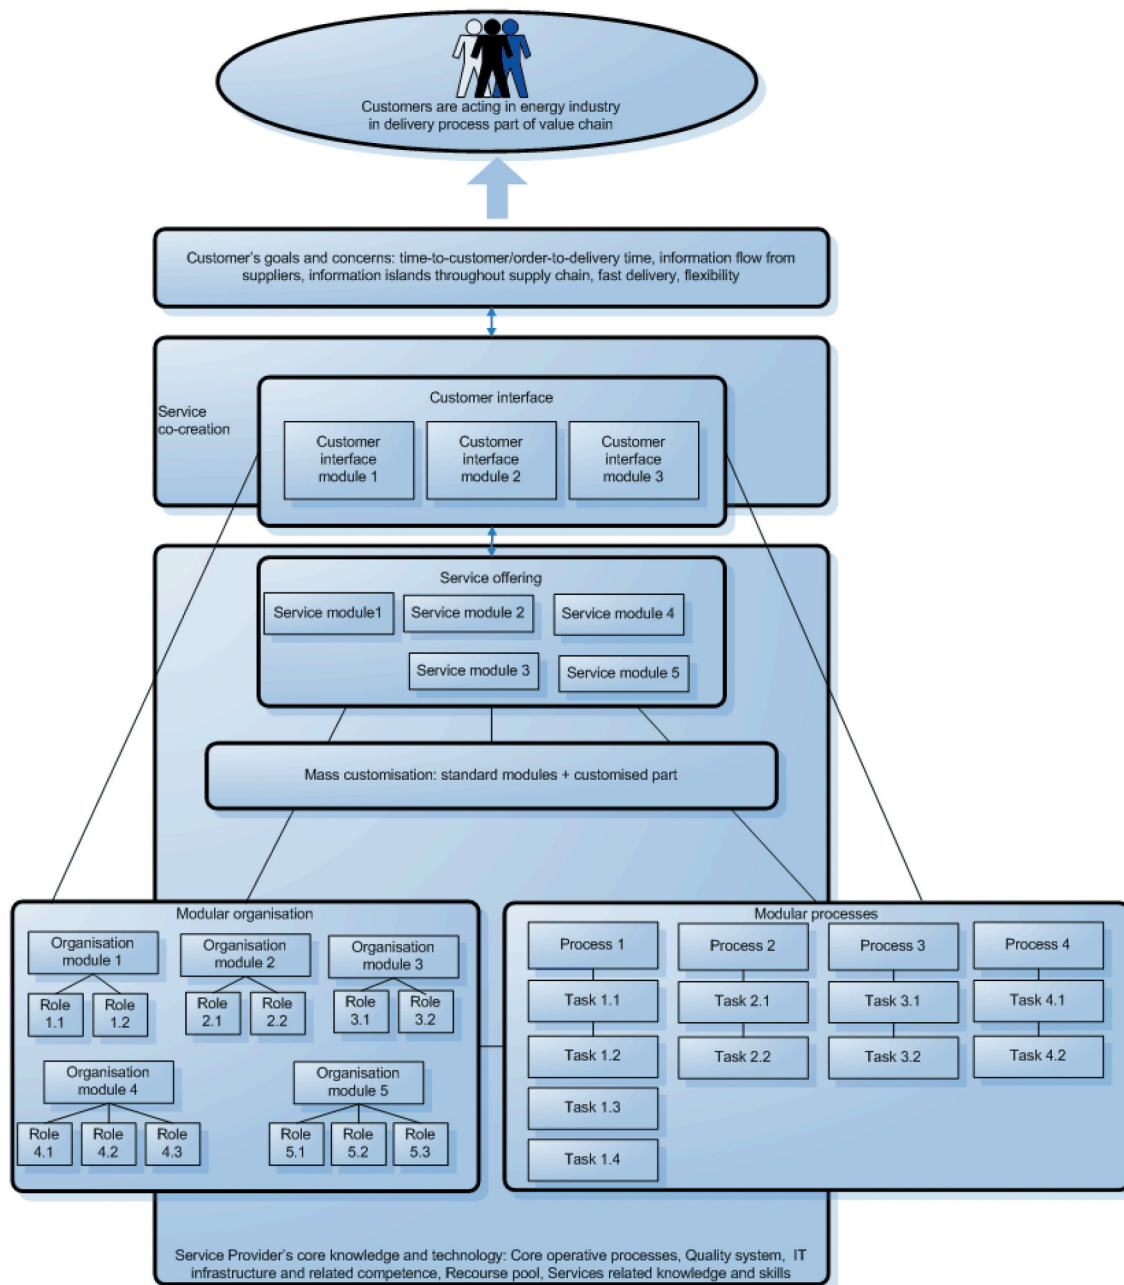 Customers are acting in energy industry
in delivery process part of value chain
Customer's goals and concerns: time-to-customer/order-to-delivery time, information flow from
suppliers, information islands throughout supply chain, fast delivery, flexibility
Service
co-creation
Customer interface
Customer
interface
module 1
Customer
interface
module 2
Customer
interface
module 3
Service offering
Service module1
Service module 2
Service module 4
Service module 3
Service module 5
Mass customisation: standard modules + customised part
Modular organisation
Organisation
module 1
Role
1.1
Role
1.2
Organisation
module 2
Role
2.1
Role
2.2
Organisation
module 3
Role
3.1
Role
3.2
Organisation
module 4
Role
4.1
Role
4.2
Role
4.3
Organisation
module 5
Role
5.1
Role
5.2
Role
5.3
Modular processes
Process 1
Task 1.1
Task 1.2
Task 1.3
Task 1.4
Process 2
Task 2.1
Task 2.2
Process 3
Task 3.1
Task 3.2
Process 4
Task 4.1
Task 4.2
Service Provider's core knowledge and technology: Core operative processes, Quality system, IT
infrastructure and related competence, Recourse pool, Services related knowledge and skills